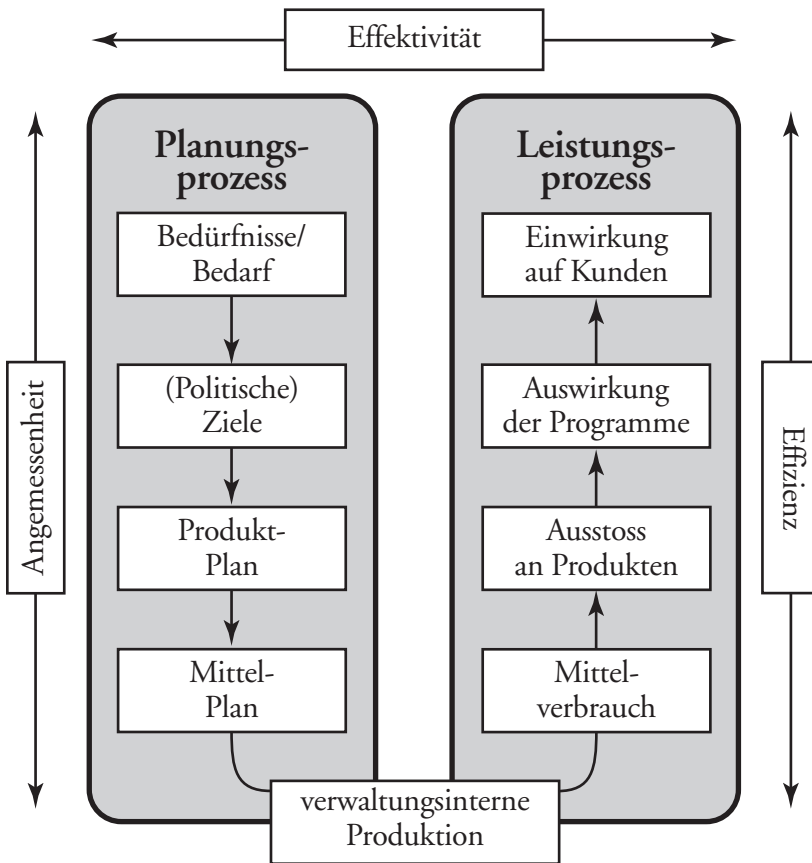 Effektivität
Planungs-
prozess
Bedürfnisse/
Bedarf
(Politische)
Ziele
Produkt-
Plan
Mittel-
Plan
Leistungs-
prozess
Einwirkung
auf Kunden
Auswirkung
der Programme
Ausstoss
an Produkten
Mittel-
verbrauch
Angemessenheit
Effizienz
verwaltungsinterne
Produktion